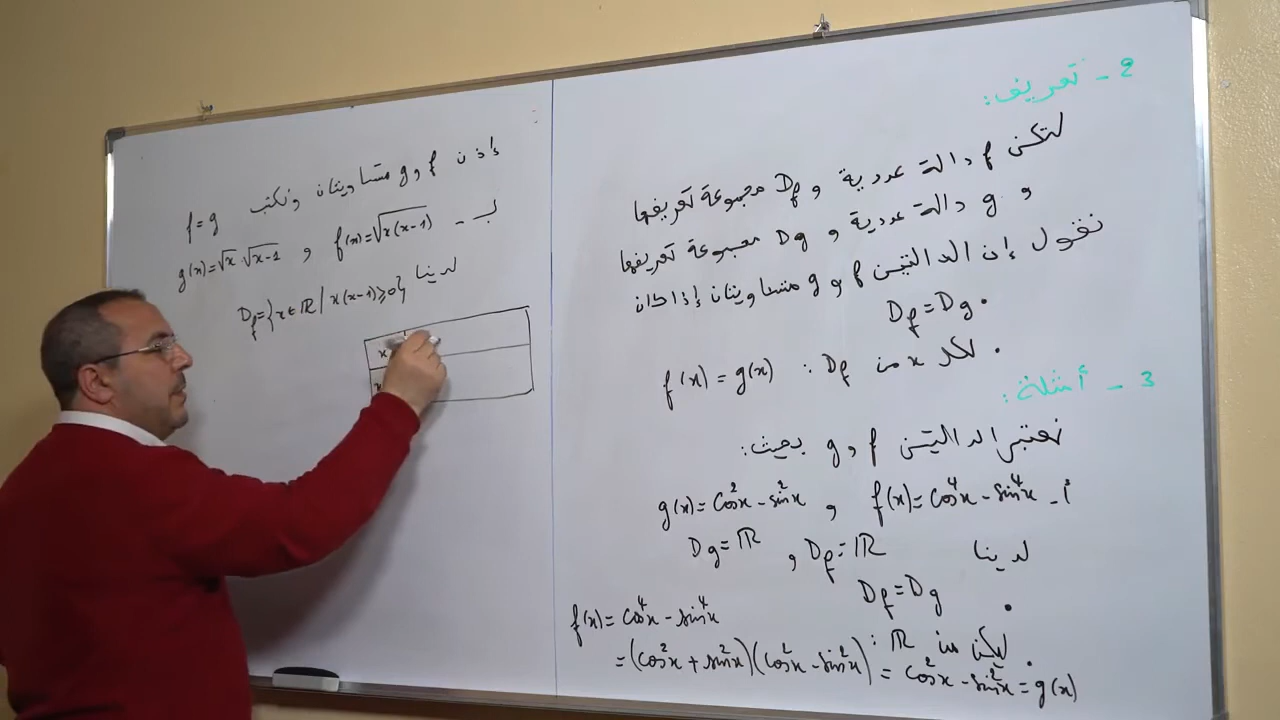 2 - تعريف:
لتكن f دالة عددية و Df مجموعة تعريفها
و g دالة عددية و Dg مجموعة تعريفها
نقول إن الدالتين f و g متساويتان إذا كان
• Df = Dg
• لكل x من Df : f(x) = g(x)
3 - أمثلة:
نعتبر الدالتين f و g بحيث:
أ - f(x) = cos⁴x - sin⁴x , g(x) = cos²x - sin²x
لدينا Df = ℝ , Dg = ℝ
• Df = Dg
• ليكن x من ℝ :
f(x) = cos⁴x - sin⁴x
= (cos²x + sin²x)(cos²x - sin²x) = cos²x - sin²x = g(x)
إذن f و g متساويتان ونكتب f = g
ب - f(x) = √x(x-1) و g(x) = √x . √x-1
لدينا Df = {x ∈ ℝ / x(x-1) ≥ 0}
x
x